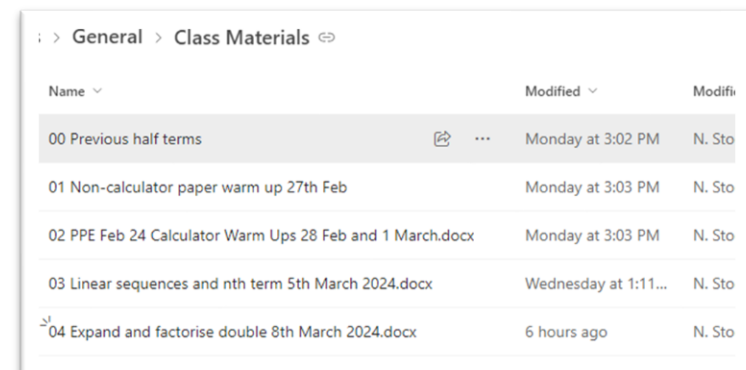 > General > Class Materials
Name Modified Modifi
00 Previous half terms ... Monday at 3:02 PM N. Sto
01 Non-calculator paper warm up 27th Feb Monday at 3:03 PM N. Sto
02 PPE Feb 24 Calculator Warm Ups 28 Feb and 1 March.docx Monday at 3:03 PM N. Sto
03 Linear sequences and nth term 5th March 2024.docx Wednesday at 1:11... N. Sto
04 Expand and factorise double 8th March 2024.docx 6 hours ago N. Sto